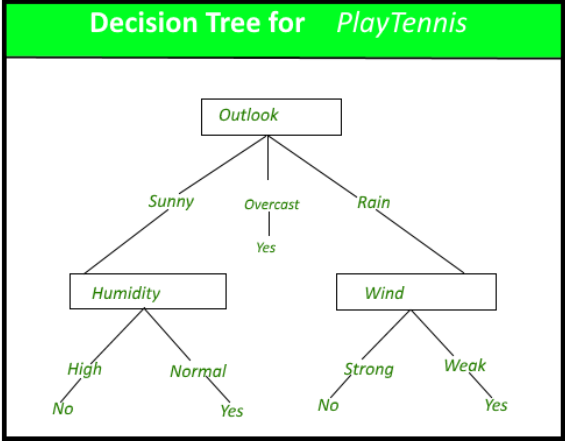 Decision Tree for PlayTennis
Outlook
Sunny
Overcast
Rain
Yes
Humidity
Wind
High
Normal
Strong
Weak
No
Yes
No
Yes